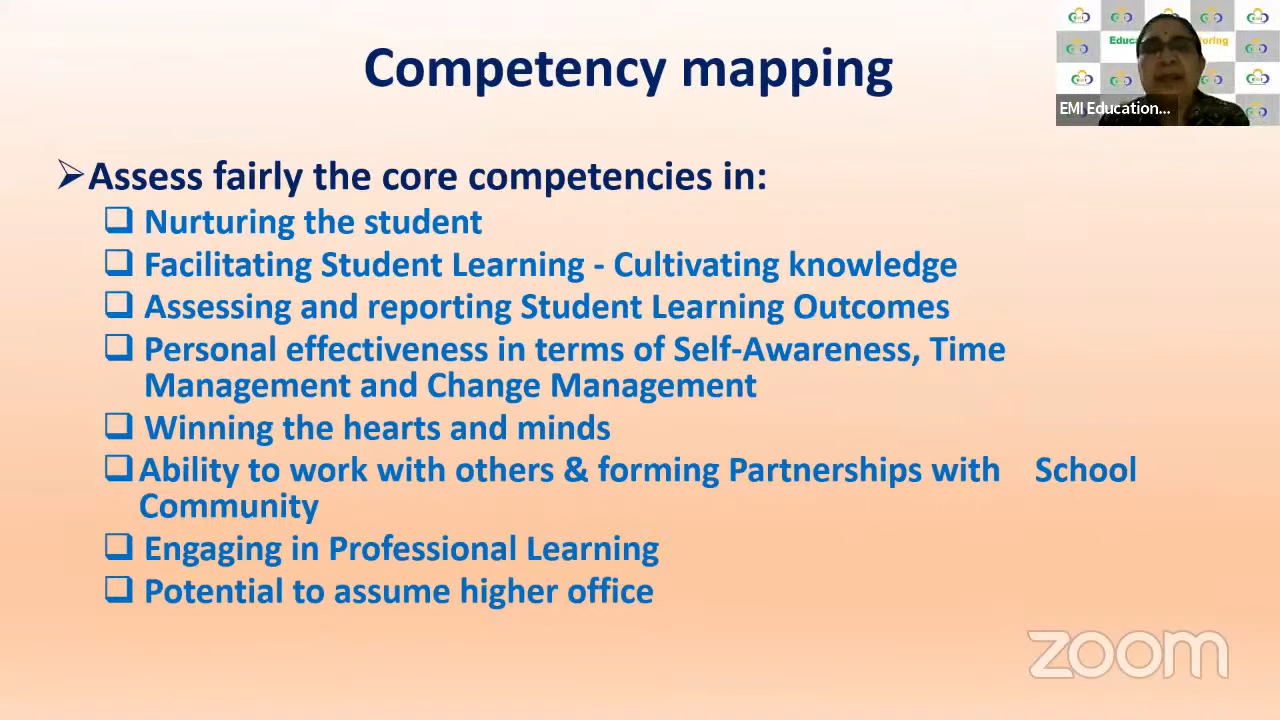 Competency mapping
Educa
oring
EMI Education...
Assess fairly the core competencies in:
Nurturing the student
Facilitating Student Learning - Cultivating knowledge
Assessing and reporting Student Learning Outcomes
Personal effectiveness in terms of Self-Awareness, Time
Management and Change Management
Winning the hearts and minds
Ability to work with others & forming Partnerships with School
Community
Engaging in Professional Learning
Potential to assume higher office
zoom